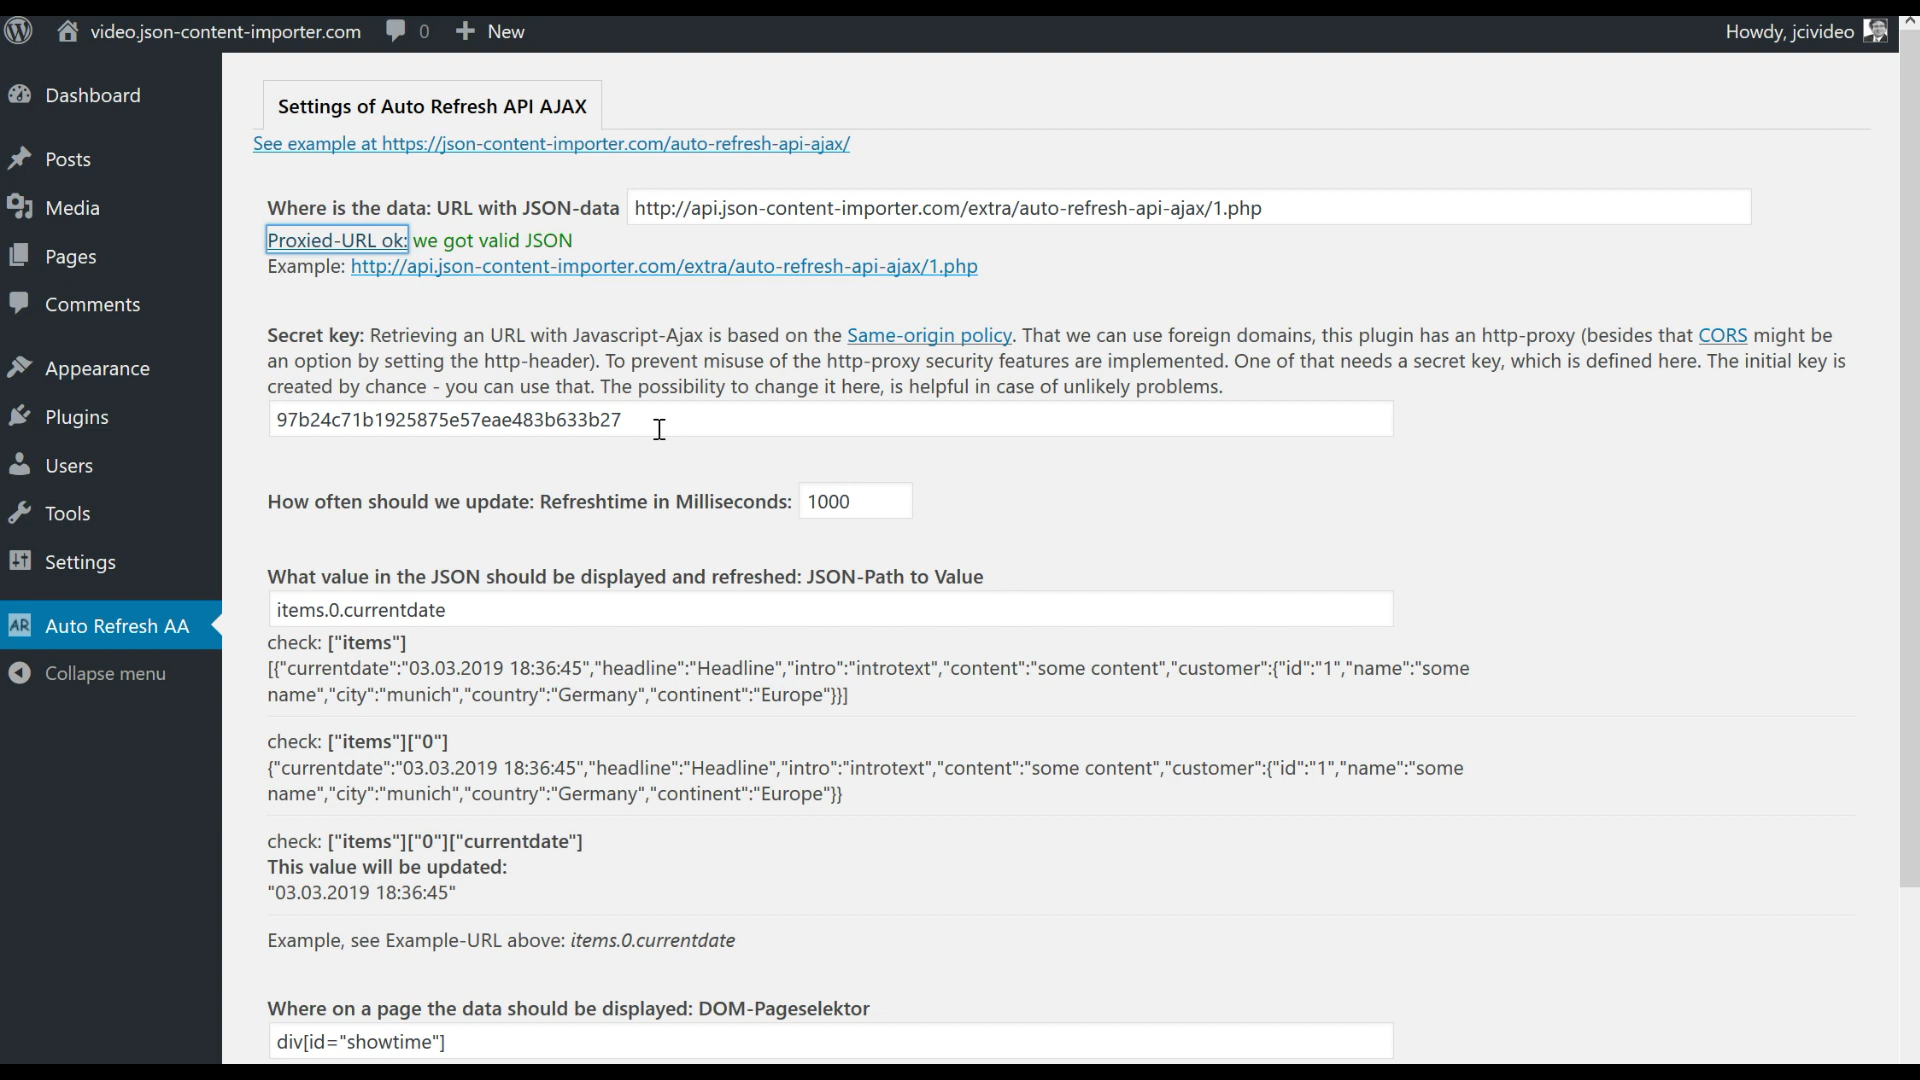 video.json-content-importer.com 0 New Howdy, jcivideo
Dashboard
Posts
Media
Pages
Comments
Appearance
Plugins
Users
Tools
Settings
AR Auto Refresh AA
Collapse menu
Settings of Auto Refresh API AJAX
See example at https://json-content-importer.com/auto-refresh-api-ajax/
Where is the data: URL with JSON-data http://api.json-content-importer.com/extra/auto-refresh-api-ajax/1.php
Proxied-URL ok: we got valid JSON
Example: http://api.json-content-importer.com/extra/auto-refresh-api-ajax/1.php
Secret key: Retrieving an URL with Javascript-Ajax is based on the Same-origin policy. That we can use foreign domains, this plugin has an http-proxy (besides that CORS might be
an option by setting the http-header). To prevent misuse of the http-proxy security features are implemented. One of that needs a secret key, which is defined here. The initial key is
created by chance - you can use that. The possibility to change it here, is helpful in case of unlikely problems.
97b24c71b1925875e57eae483b633b27
How often should we update: Refreshtime in Milliseconds: 1000
What value in the JSON should be displayed and refreshed: JSON-Path to Value
items.0.currentdate
check: ["items"]
[{"currentdate":"03.03.2019 18:36:45","headline":"Headline","intro":"introtext","content":"some content","customer":{"id":"1","name":"some
name","city":"munich","country":"Germany","continent":"Europe"}}]
check: ["items"]["0"]
{"currentdate":"03.03.2019 18:36:45","headline":"Headline","intro":"introtext","content":"some content","customer":{"id":"1","name":"some
name","city":"munich","country":"Germany","continent":"Europe"}}
check: ["items"]["0"]["currentdate"]
This value will be updated:
"03.03.2019 18:36:45"
Example, see Example-URL above: items.0.currentdate
Where on a page the data should be displayed: DOM-Pageselektor
div[id="showtime"]